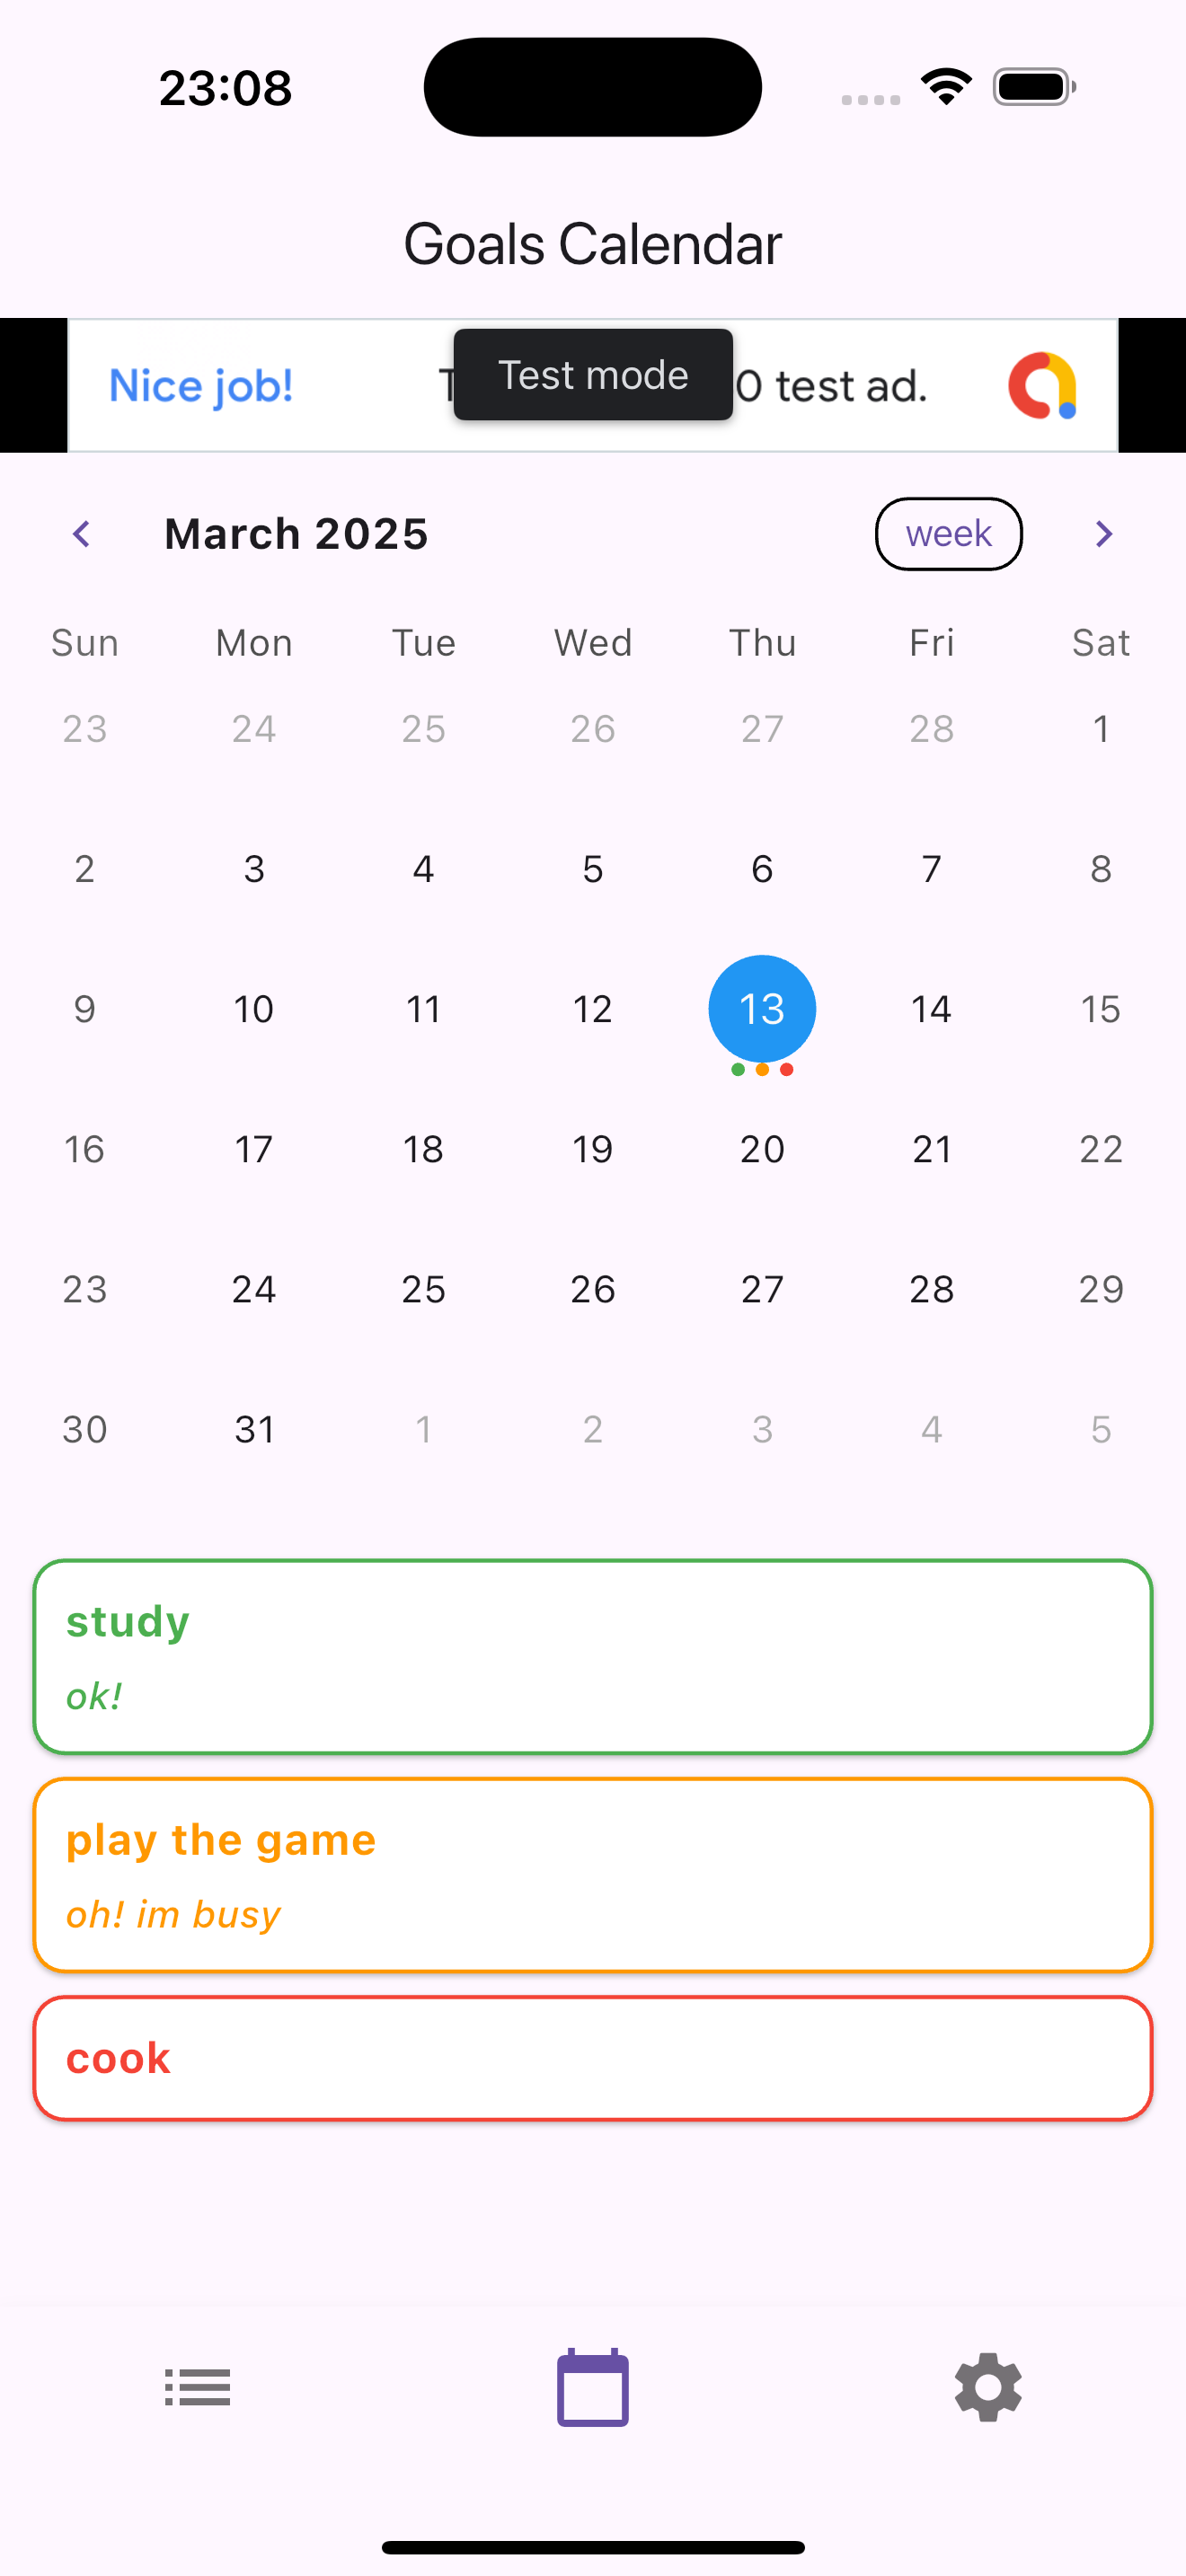 23:08
Goals Calendar
Nice job!
Test mode
test ad.
March 2025
week
Sun Mon Tue Wed Thu Fri Sat
23 24 25 26 27 28 1
2 3 4 5 6 7 8
9 10 11 12 13 14 15
16 17 18 19 20 21 22
23 24 25 26 27 28 29
30 31 1 2 3 4 5
study
ok!
play the game
oh! im busy
cook